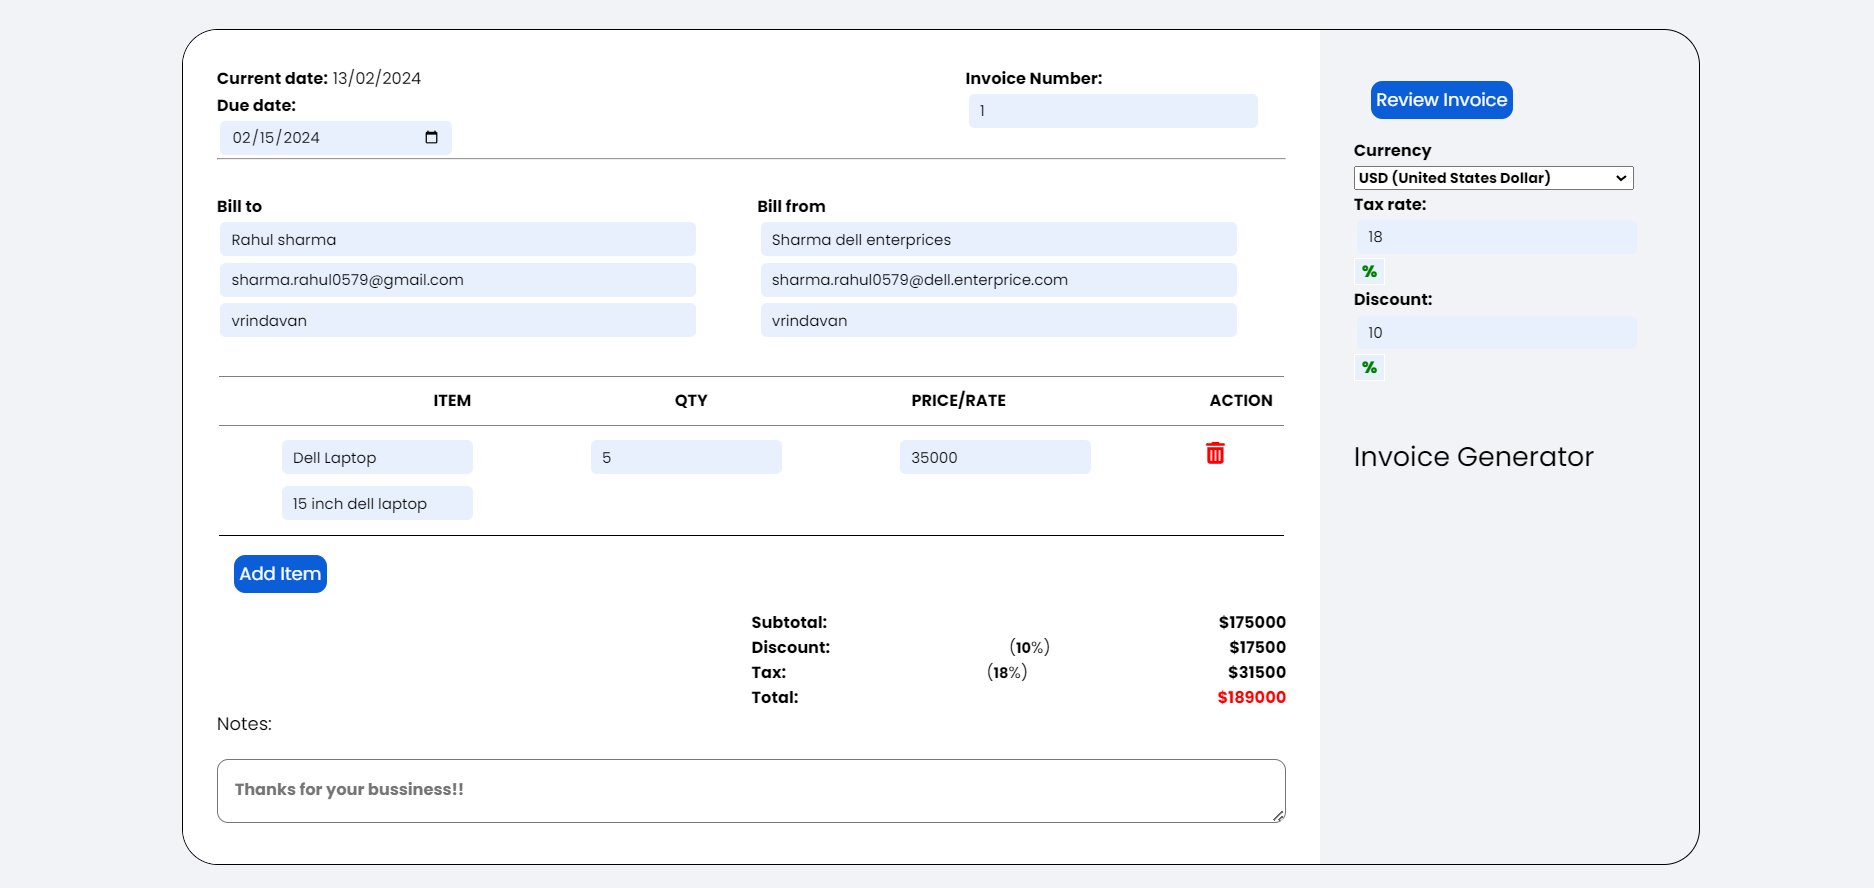 Current date: 13/02/2024
Due date:
02/15/2024
Invoice Number:
1
Bill to
Rahul sharma
sharma.rahul0579@gmail.com
vrindavan
Bill from
Sharma dell enterprices
sharma.rahul0579@dell.enterprice.com
vrindavan
ITEM QTY PRICE/RATE ACTION
Dell Laptop 5 35000
15 inch dell laptop
Add Item
Subtotal: $175000
Discount: (10%) $17500
Tax: (18%) $31500
Total: $189000
Notes:
Thanks for your bussiness!!
Review Invoice
Currency
USD (United States Dollar)
Tax rate:
18
%
Discount:
10
%
Invoice Generator